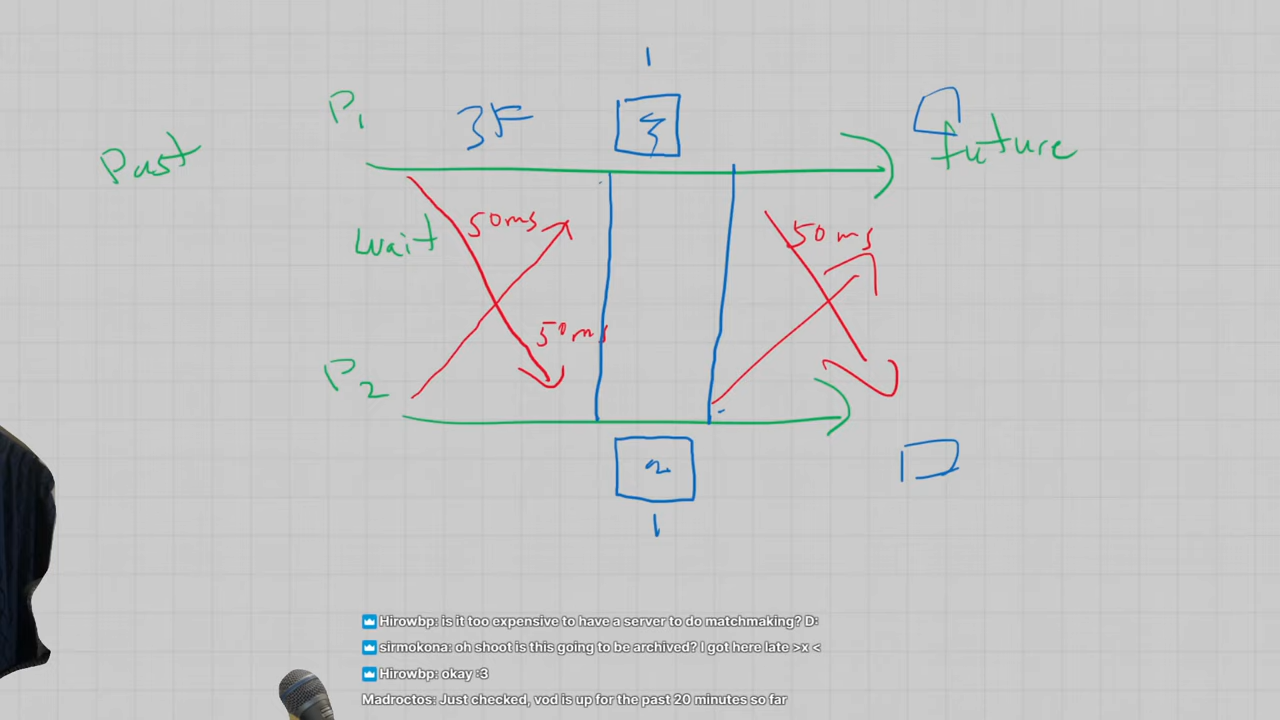 1
P1 3F
Past
future
wait 50ms
50ms
50ms
P2
2
1
Hirowbp: is it too expensive to have a server to do matchmaking? D:
sirmokona: oh shoot is this going to be archived? I got here late >x <
Hirowbp: okay :3
Madroctos: Just checked, vod is up for the past 20 minutes so far